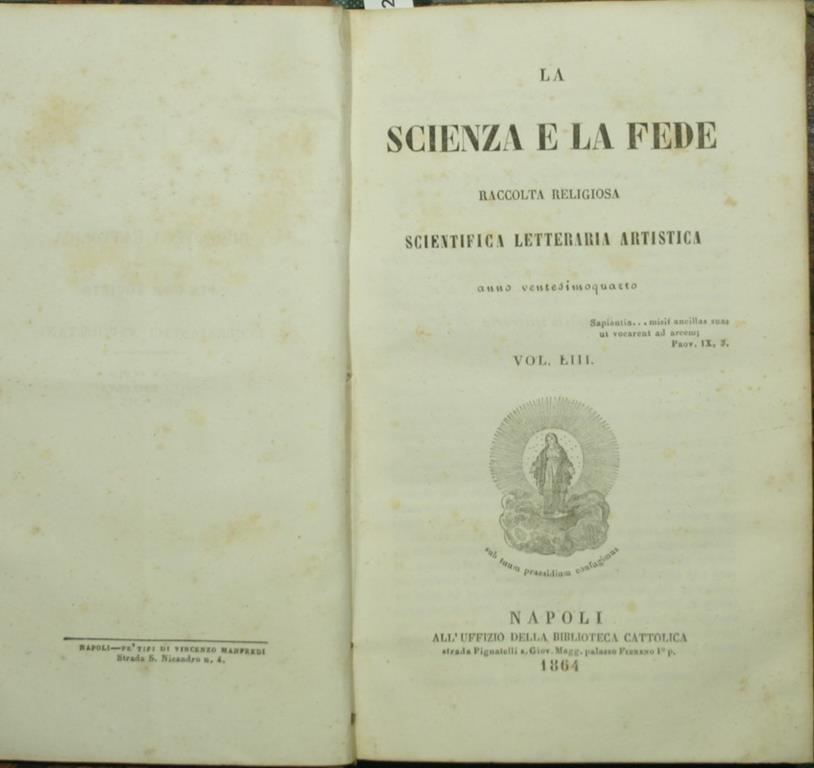 NAPOLI—PE' TIPI DI VINCENZO MANFREDI
Strada S. Nicandro n. 4.
2
LA
SCIENZA E LA FEDE
RACCOLTA RELIGIOSA
SCIENTIFICA LETTERARIA ARTISTICA
anno ventesimoquarto
Sapientia... misit ancillas suas
ut vocarent ad arcem;
PROV. IX, 3.
VOL. LIII.
sub tuum praesidium confugimus
NAPOLI
ALL'UFFIZIO DELLA BIBLIOTECA CATTOLICA
strada Pignatelli s. Giov. Magg. palazzo 1º p.
1864